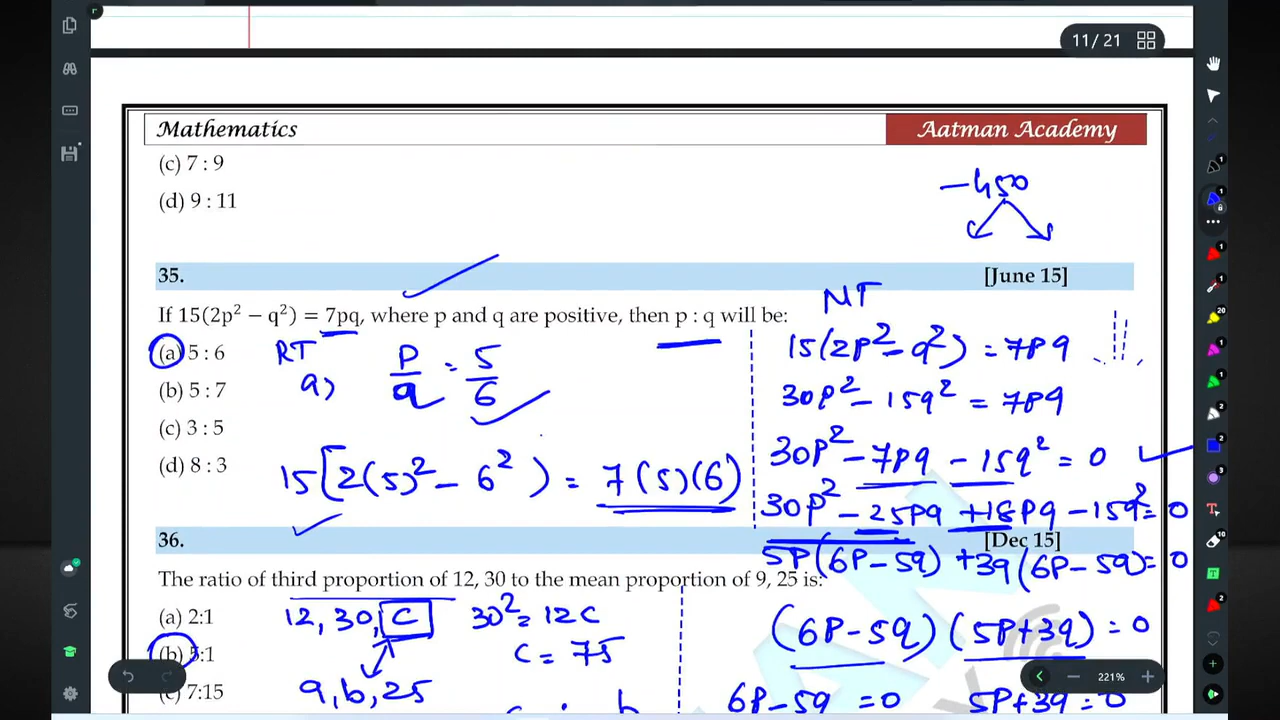 11 / 21
Mathematics
Aatman Academy
(c) 7 : 9
(d) 9 : 11
-450
35. [June 15]
If 15(2p² − q²) = 7pq, where p and q are positive, then p : q will be:
(a) 5 : 6
(b) 5 : 7
(c) 3 : 5
(d) 8 : 3
RT
a)
P/q = 5/6
15[2(5)² - 6²) = 7(5)(6)
MT
15(2P²-q²) = 7Pq
30P² - 15q² = 7Pq
30P² - 7Pq - 15q² = 0
30P² - 25Pq + 18Pq - 15q² = 0
5P(6P-5q) + 3q(6P-5q) = 0
(6P-5q)(5P+3q) = 0
6P-5q = 0 5P+3q = 0
36. [Dec 15]
The ratio of third proportion of 12, 30 to the mean proportion of 9, 25 is:
(a) 2:1
(b) 5:1
(c) 7:15
12, 30, C 30² = 12C
C = 75
a, b, 25
221%